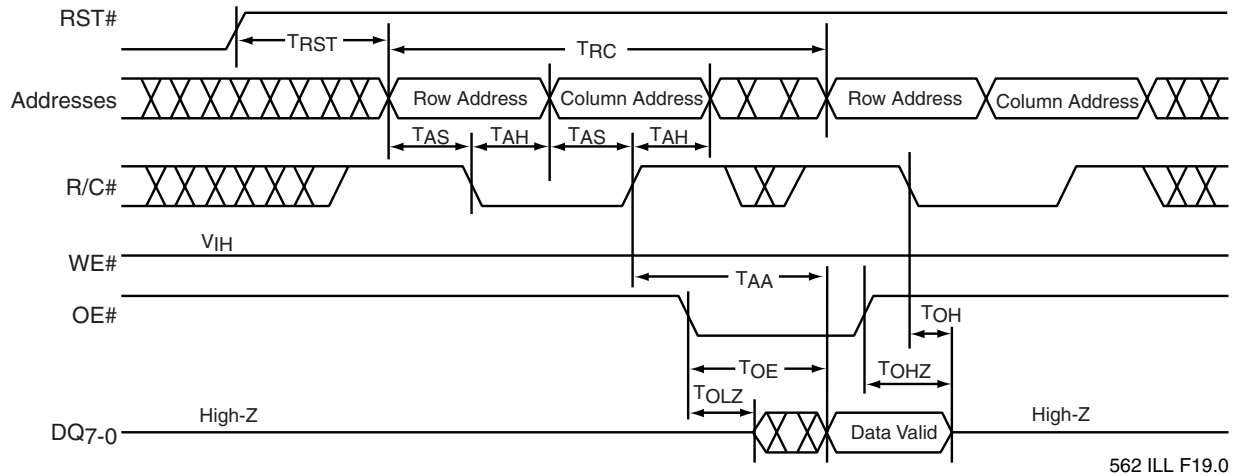 RST#
TRST
TRC
Addresses
Row Address
Column Address
Row Address
Column Address
TAS
TAH
TAS
TAH
R/C#
VIH
WE#
TAA
OE#
TOH
TOE
TOHZ
TOLZ
High-Z
High-Z
DQ7-0
Data Valid
562 ILL F19.0